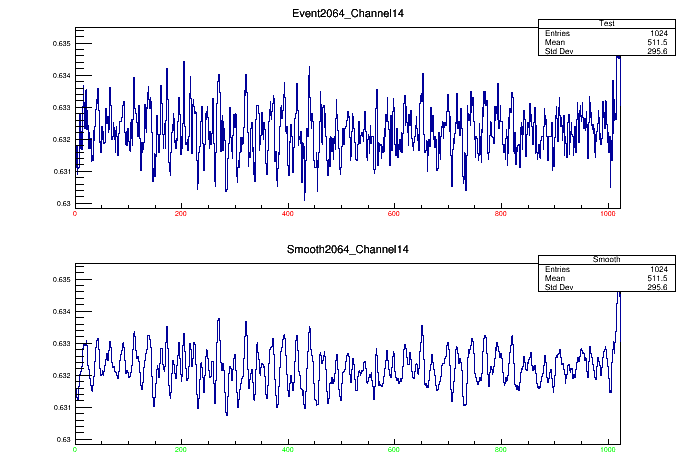 Event2064_Channel14
Test
Entries 1024
Mean 511.5
Std Dev 295.6
0.635
0.634
0.633
0.632
0.631
0.63
0 200 400 600 800 1000
Smooth2064_Channel14
Smooth
Entries 1024
Mean 511.5
Std Dev 295.6
0.635
0.634
0.633
0.632
0.631
0.63
0 200 400 600 800 1000